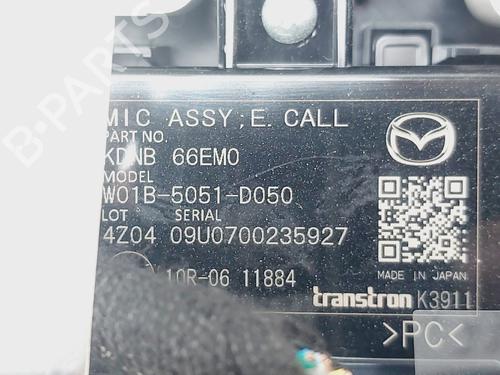 MIC ASSY;E. CALL
PART NO.
KDNB 66EM0
MODEL
W01B-5051-D050
LOT SERIAL
4Z04 09U0700235927
10R-06 11884
MADE IN JAPAN
transtron K3911
>PC<
B-PARTS